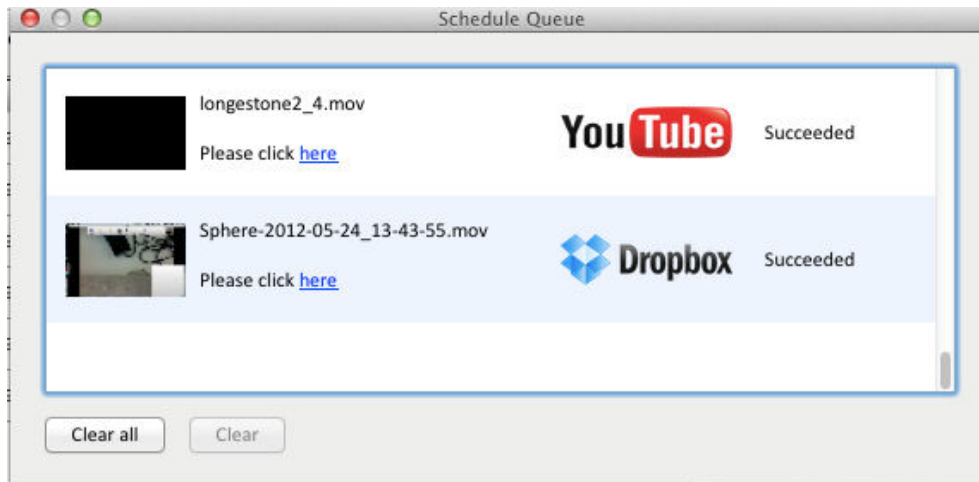 Schedule Queue
longestone2_4.mov
Please click here
YouTube
Succeeded
Sphere-2012-05-24_13-43-55.mov
Please click here
Dropbox
Succeeded
Clear all
Clear